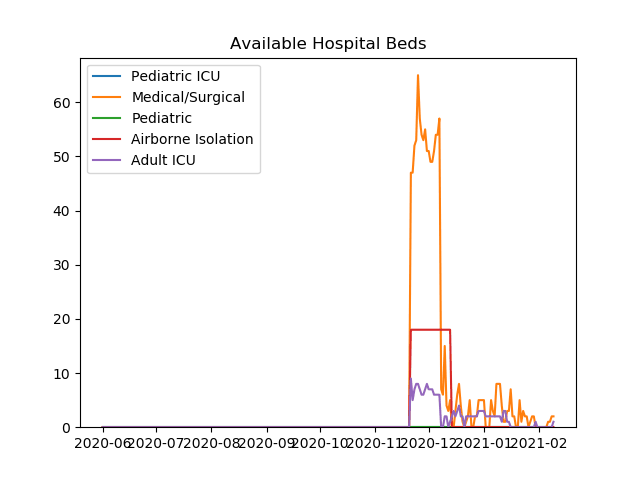 Available Hospital Beds
Pediatric ICU
Medical/Surgical
Pediatric
Airborne Isolation
Adult ICU
60
50
40
30
20
10
0
2020-06 2020-07 2020-08 2020-09 2020-10 2020-11 2020-12 2021-01 2021-02